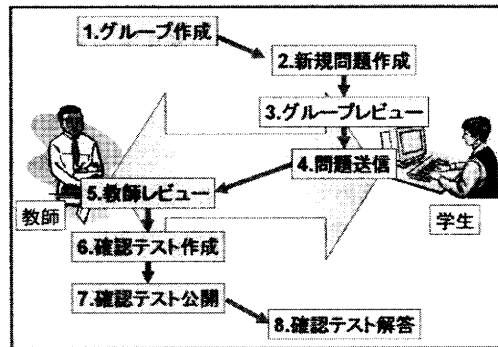 1.グループ作成
2.新規問題作成
3.グループレビュー
4.問題送信
5.教師レビュー
教師
学生
6.確認テスト作成
7.確認テスト公開
8.確認テスト解答